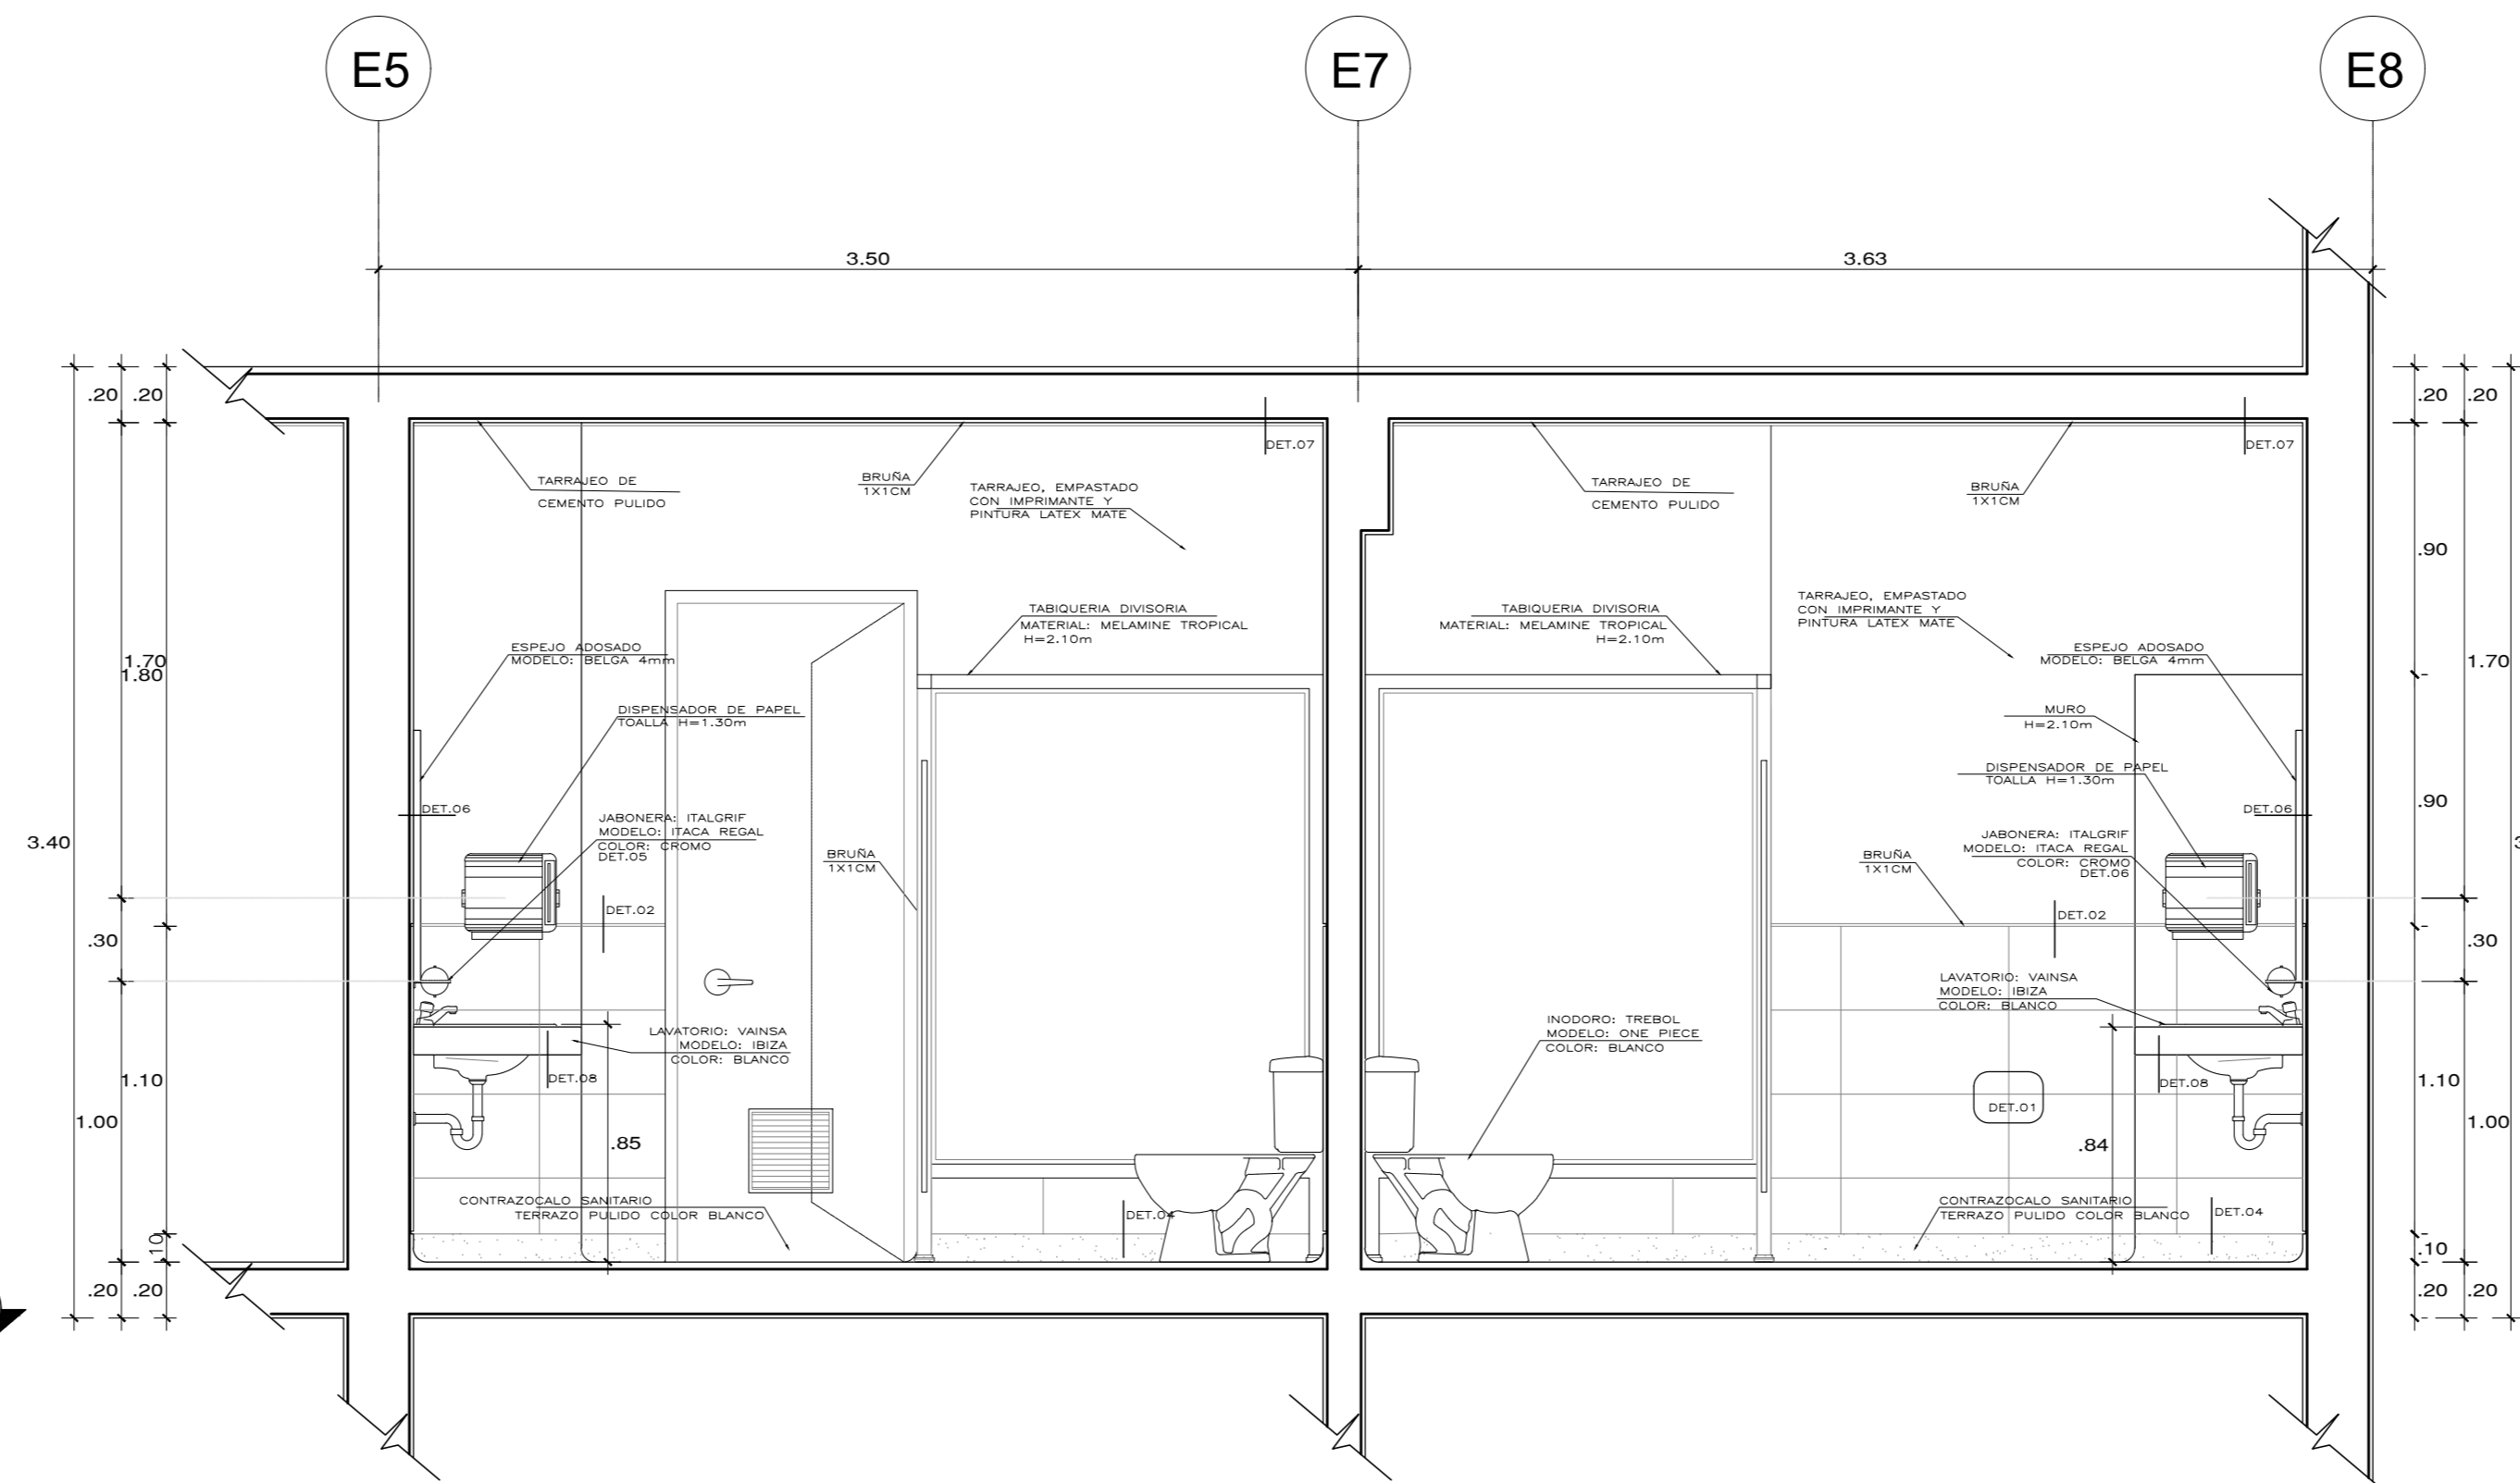 E5
E7
E8
3.50
3.63
.20
.20
.20
.20
DET.07
DET.07
TARRAJEO DE
CEMENTO PULIDO
BRUÑA
1X1CM
TARRAJEO, EMPASTADO
CON IMPRIMANTE Y
PINTURA LATEX MATE
TARRAJEO DE
CEMENTO PULIDO
BRUÑA
1X1CM
.90
TARRAJEO, EMPASTADO
CON IMPRIMANTE Y
PINTURA LATEX MATE
TABIQUERIA DIVISORIA
MATERIAL: MELAMINE TROPICAL
H=2.10m
TABIQUERIA DIVISORIA
MATERIAL: MELAMINE TROPICAL
H=2.10m
ESPEJO ADOSADO
MODELO: BELGA 4mm
ESPEJO ADOSADO
MODELO: BELGA 4mm
1.70
1.80
1.70
DISPENSADOR DE PAPEL
TOALLA H=1.30m
MURO
H=2.10m
DISPENSADOR DE PAPEL
TOALLA H=1.30m
DET.06
DET.06
.90
JABONERA: ITALGRIF
MODELO: ITACA REGAL
COLOR: CROMO
DET.05
JABONERA: ITALGRIF
MODELO: ITACA REGAL
COLOR: CROMO
DET.06
3.40
BRUÑA
1X1CM
BRUÑA
1X1CM
DET.02
DET.02
.30
.30
LAVATORIO: VAINSA
MODELO: IBIZA
COLOR: BLANCO
LAVATORIO: VAINSA
MODELO: IBIZA
COLOR: BLANCO
INODORO: TREBOL
MODELO: ONE PIECE
COLOR: BLANCO
1.10
DET.08
DET.08
1.10
DET.01
1.00
1.00
.85
.84
CONTRAZOCALO SANITARIO
TERRAZO PULIDO COLOR BLANCO
DET.04
CONTRAZOCALO SANITARIO
TERRAZO PULIDO COLOR BLANCO
DET.04
.10
.10
.20
.20
.20
.20